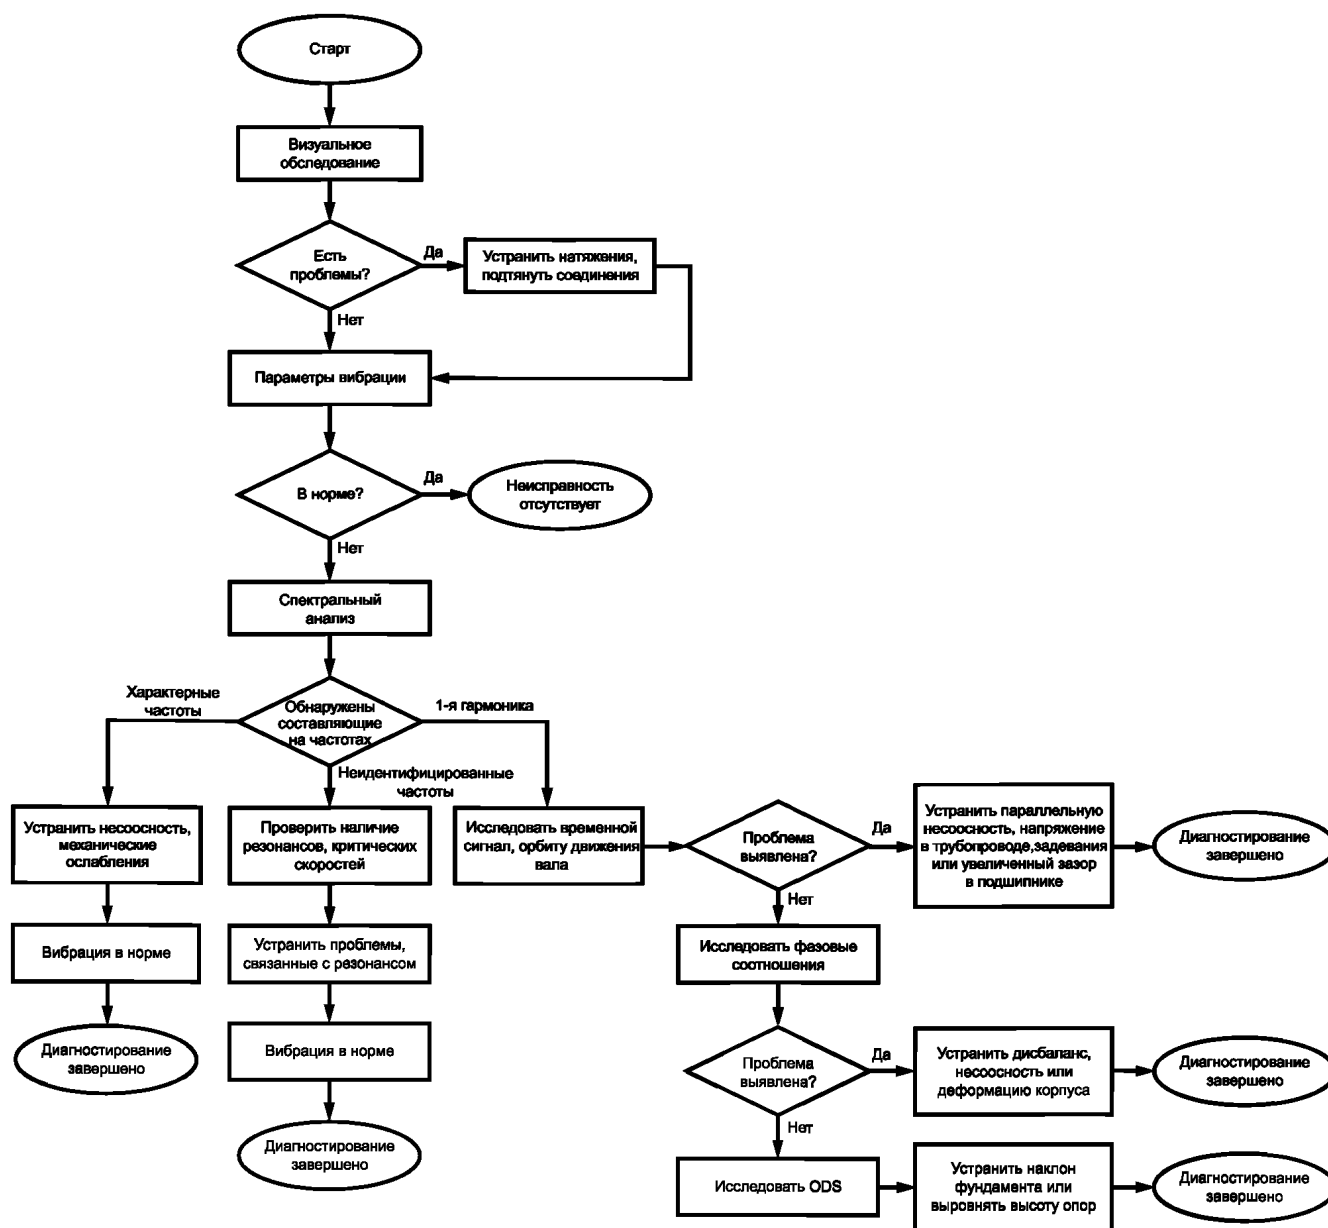 Старт
Визуальное
обследование
Есть
проблемы?
Да
Устранить натяжения,
подтянуть соединения
Нет
Параметры вибрации
В норме?
Да
Неисправность
отсутствует
Нет
Спектральный
анализ
Характерные
частоты
Обнаружены
составляющие
на частотах
1-я гармоника
Неидентифицированные
частоты
Устранить несоосность,
механические
ослабления
Проверить наличие
резонансов, критических
скоростей
Исследовать временной
сигнал, орбиту движения
вала
Проблема
выявлена?
Да
Устранить параллельную
несоосность, напряжение
в трубопроводе,задевания
или увеличенный зазор
в подшипнике
Диагностирование
завершено
Нет
Вибрация в норме
Устранить проблемы,
связанные с резонансом
Исследовать фазовые
соотношения
Диагностирование
завершено
Вибрация в норме
Проблема
выявлена?
Да
Устранить дисбаланс,
несоосность или
деформацию корпуса
Диагностирование
завершено
Нет
Диагностирование
завершено
Исследовать ODS
Устранить наклон
фундамента или
выровнять высоту опор
Диагностирование
завершено